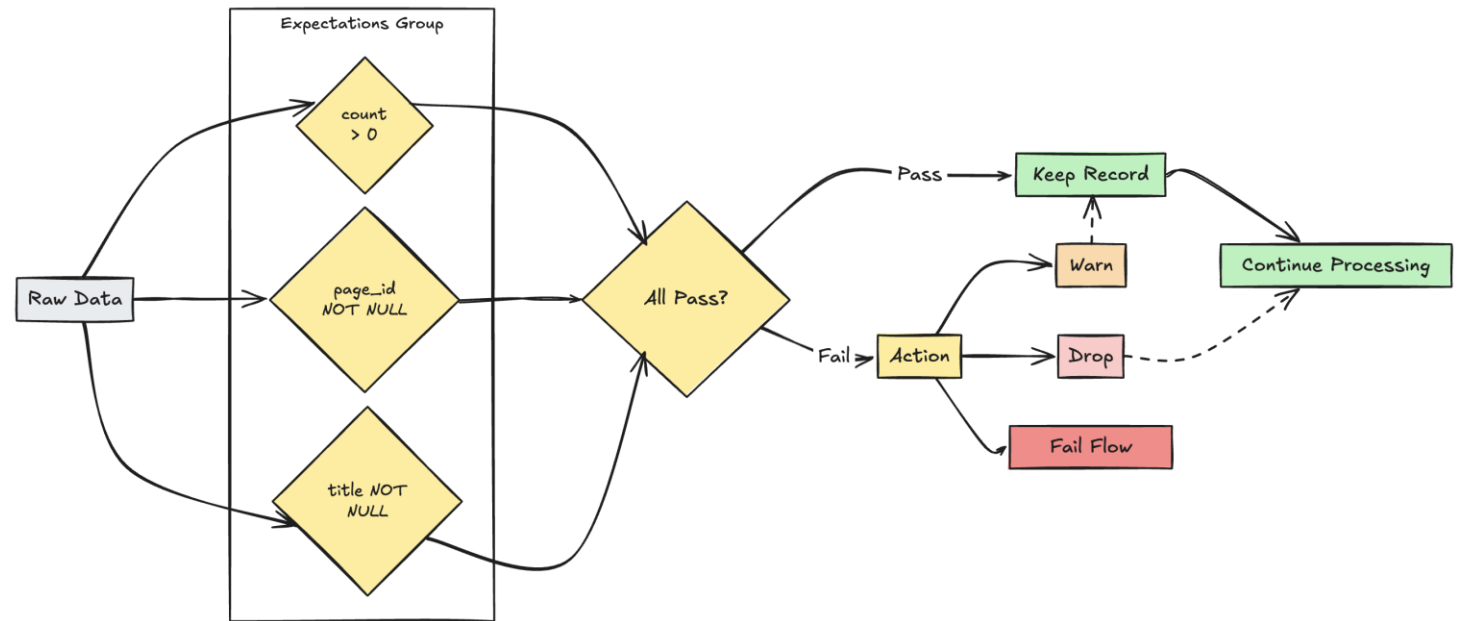 Expectations Group
count
> 0
Raw Data
page_id
NOT NULL
title NOT
NULL
All Pass?
Pass
Fail
Keep Record
Warn
Action
Drop
Fail Flow
Continue Processing